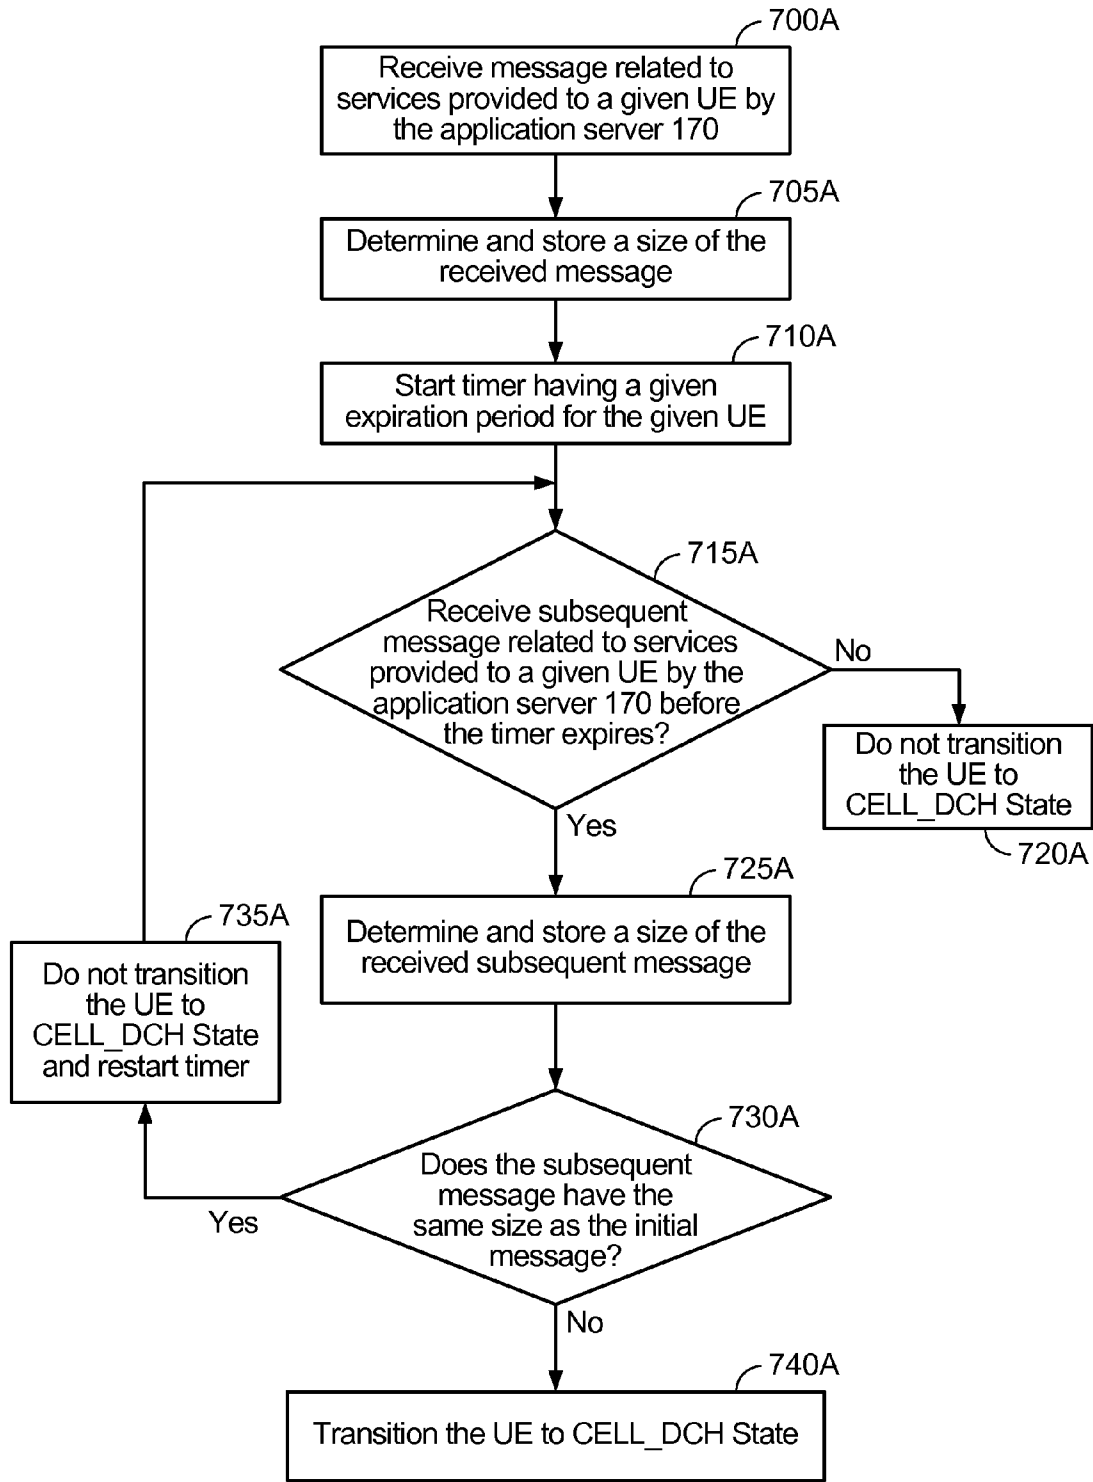 700A
Receive message related to
services provided to a given UE by
the application server 170
705A
Determine and store a size of the
received message
710A
Start timer having a given
expiration period for the given UE
715A
Receive subsequent
message related to services
provided to a given UE by the
application server 170 before
the timer expires?
No
Do not transition
the UE to
CELL_DCH State
720A
Yes
725A
Determine and store a size of the
received subsequent message
735A
Do not transition
the UE to
CELL_DCH State
and restart timer
730A
Does the subsequent
message have the
same size as the initial
message?
Yes
No
740A
Transition the UE to CELL_DCH State